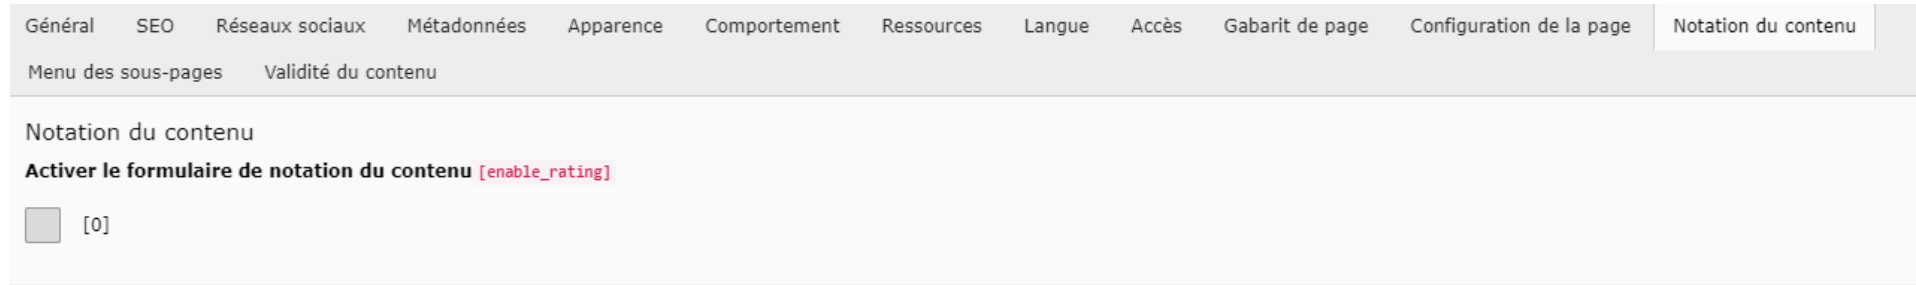 Général SEO Réseaux sociaux Métadonnées Apparence Comportement Ressources Langue Accès Gabarit de page Configuration de la page Notation du contenu
Menu des sous-pages Validité du contenu
Notation du contenu
Activer le formulaire de notation du contenu [enable_rating]
[0]